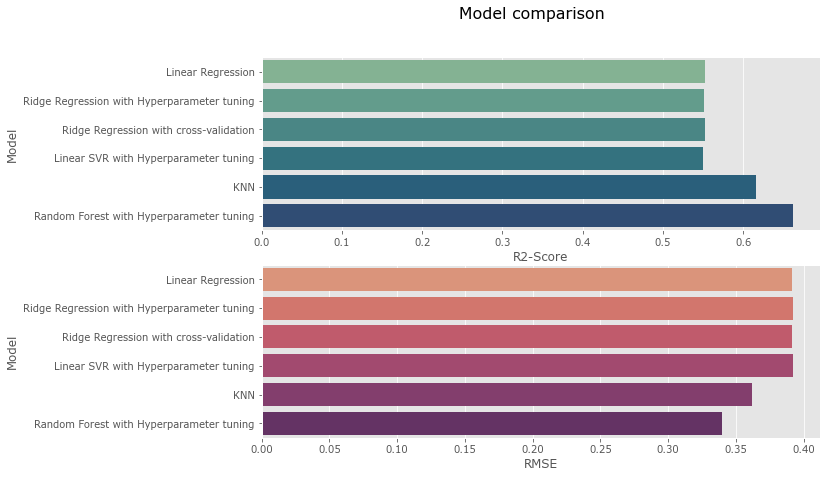 Model comparison
Model
Linear Regression
Ridge Regression with Hyperparameter tuning
Ridge Regression with cross-validation
Linear SVR with Hyperparameter tuning
KNN
Random Forest with Hyperparameter tuning
0.0 0.1 0.2 0.3 0.4 0.5 0.6
R2-Score
Model
Linear Regression
Ridge Regression with Hyperparameter tuning
Ridge Regression with cross-validation
Linear SVR with Hyperparameter tuning
KNN
Random Forest with Hyperparameter tuning
0.00 0.05 0.10 0.15 0.20 0.25 0.30 0.35 0.40
RMSE